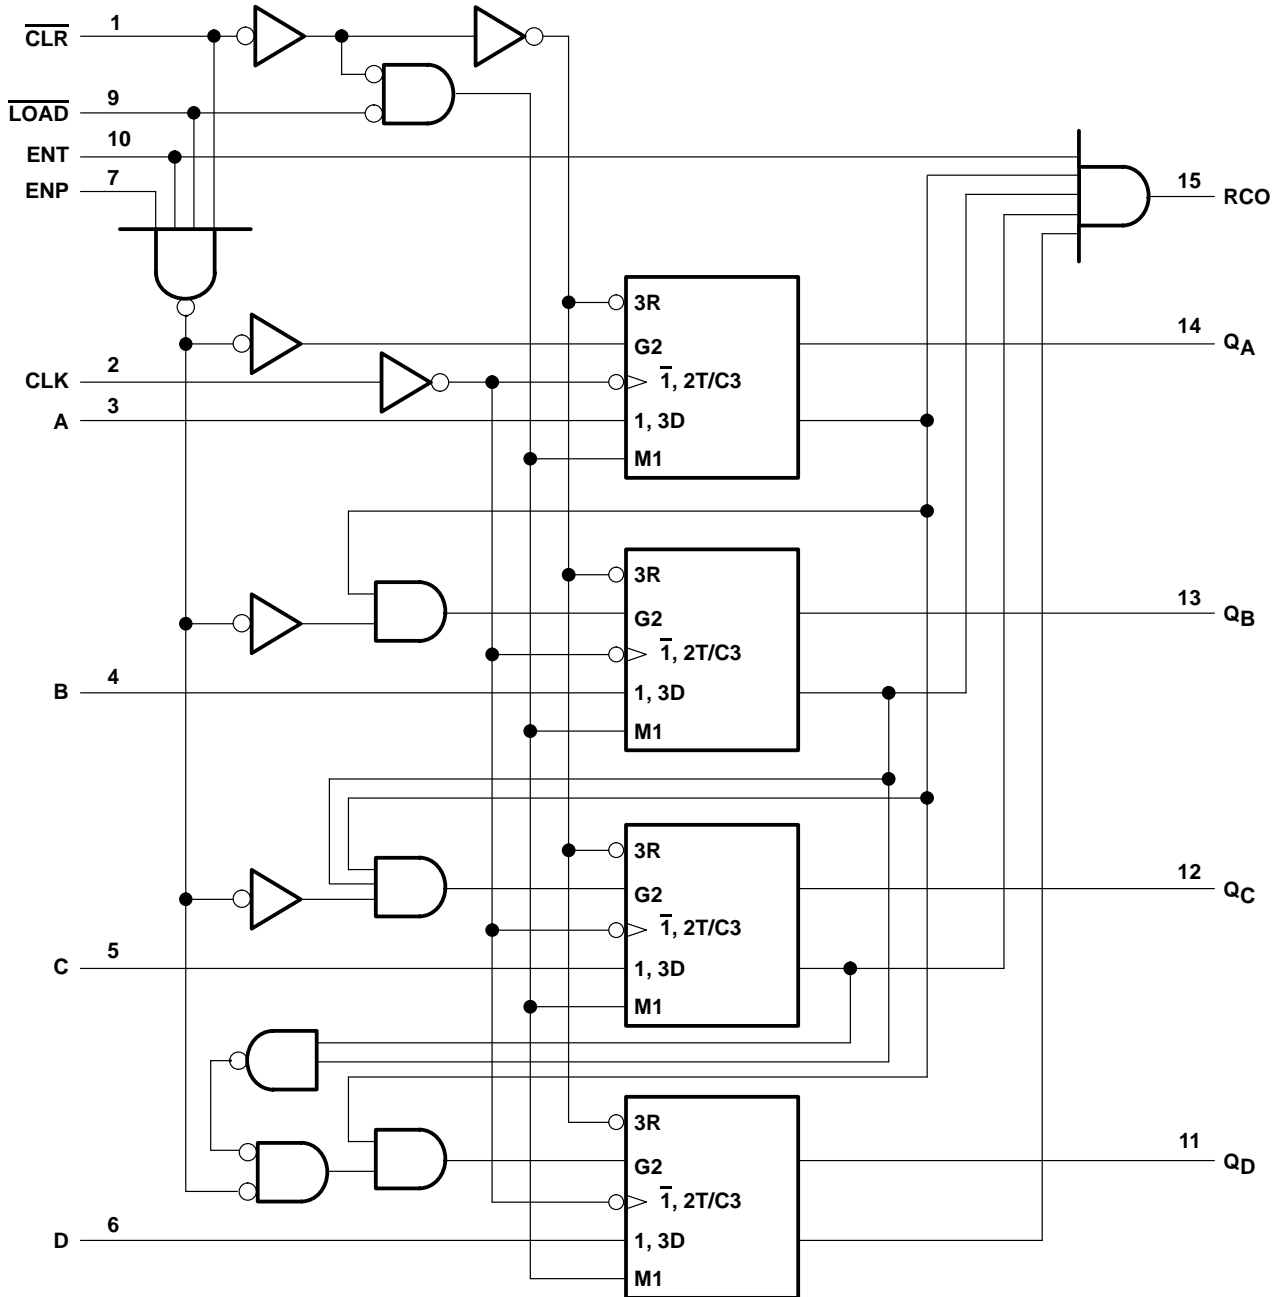 1
C̅L̅R̅
9
L̅O̅A̅D̅
10
ENT
7
ENP
15
RCO
3R
14
G2
QA
2
CLK
1̅, 2T/C3
3
A
1, 3D
M1
3R
13
G2
QB
1̅, 2T/C3
4
B
1, 3D
M1
3R
12
G2
QC
1̅, 2T/C3
5
C
1, 3D
M1
3R
11
G2
QD
1̅, 2T/C3
6
D
1, 3D
M1